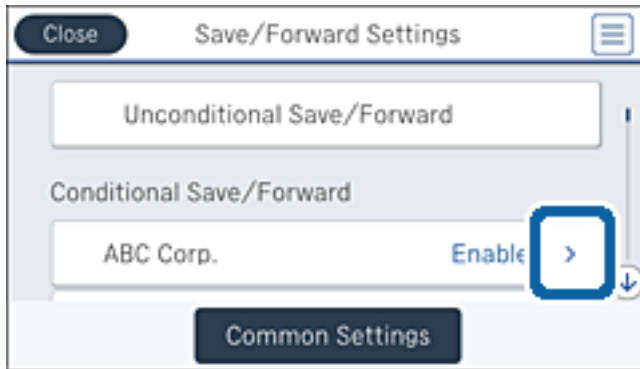 Close Save/Forward Settings
Unconditional Save/Forward
Conditional Save/Forward
ABC Corp. Enable
Common Settings